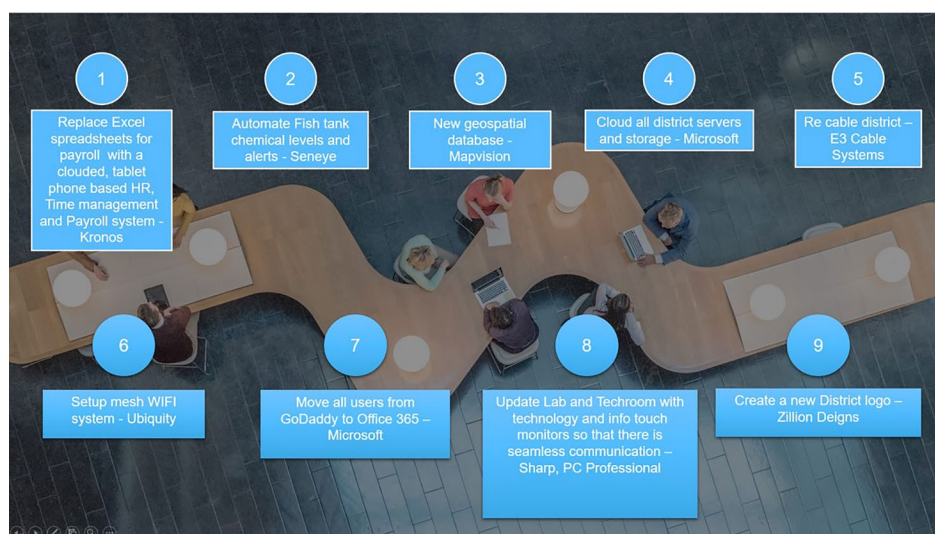 1
Replace Excel
spreadsheets for
payroll with a
clouded, tablet
phone based HR,
Time management
and Payroll system -
Kronos
2
Automate Fish tank
chemical levels and
alerts - Seneye
3
New geospatial
database -
Mapvision
4
Cloud all district servers
and storage - Microsoft
5
Re cable district –
E3 Cable
Systems
6
Setup mesh WIFI
system - Ubiquity
7
Move all users from
GoDaddy to Office 365 –
Microsoft
8
Update Lab and Techroom with
technology and info touch
monitors so that there is
seamless communication –
Sharp, PC Professional
9
Create a new District logo –
Zillion Deigns